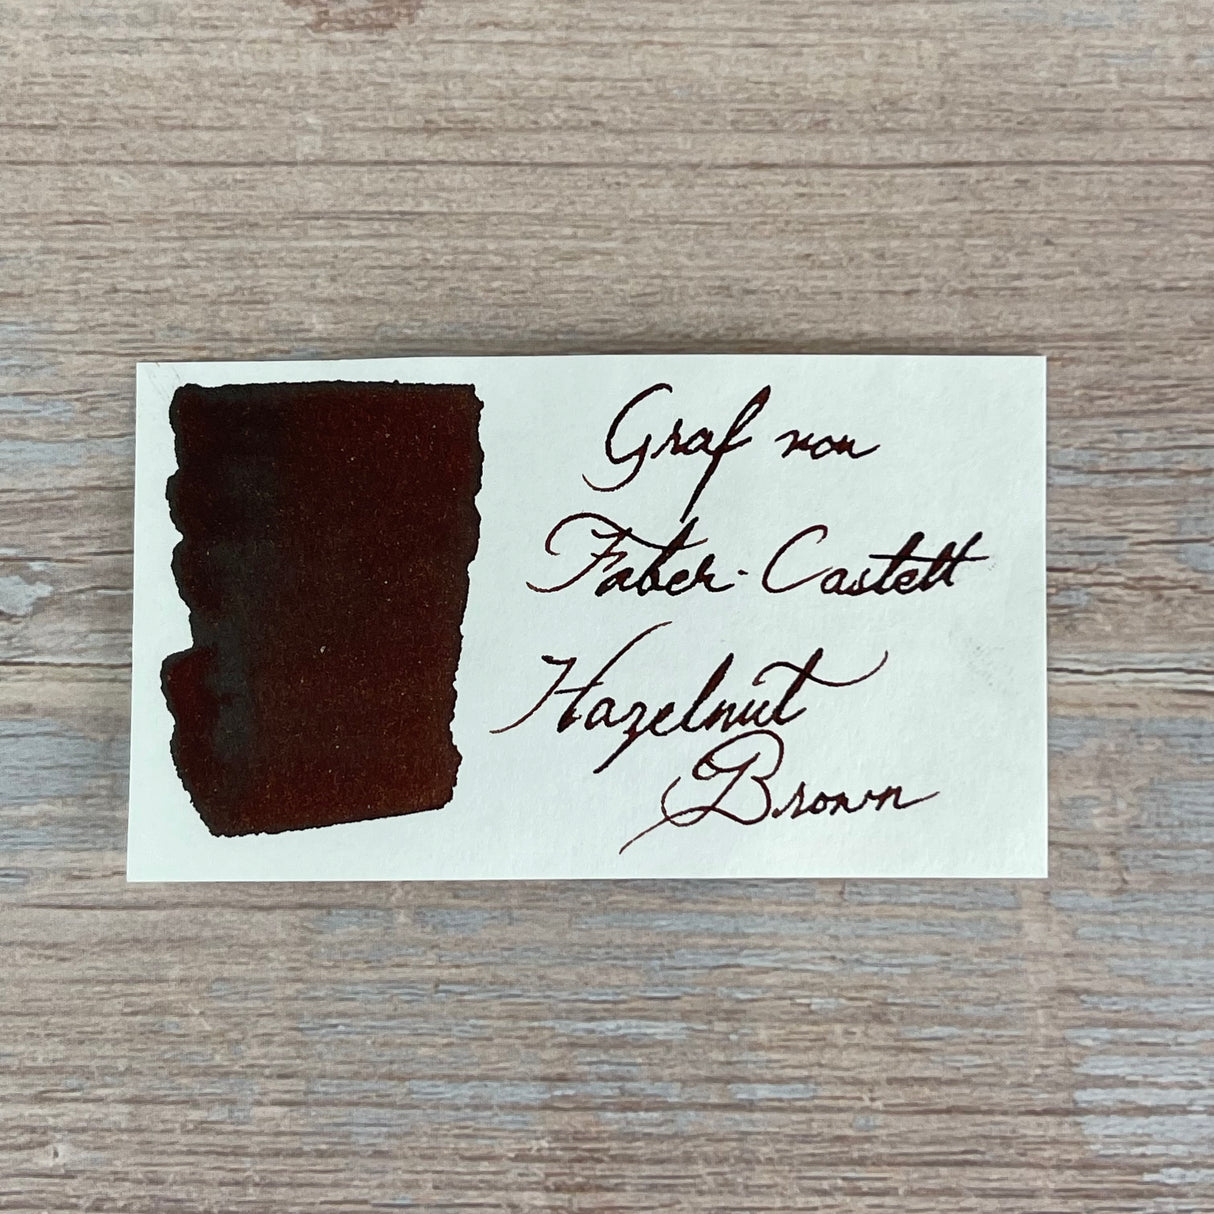 Graf von
Faber-Castell
Hazelnut
Brown